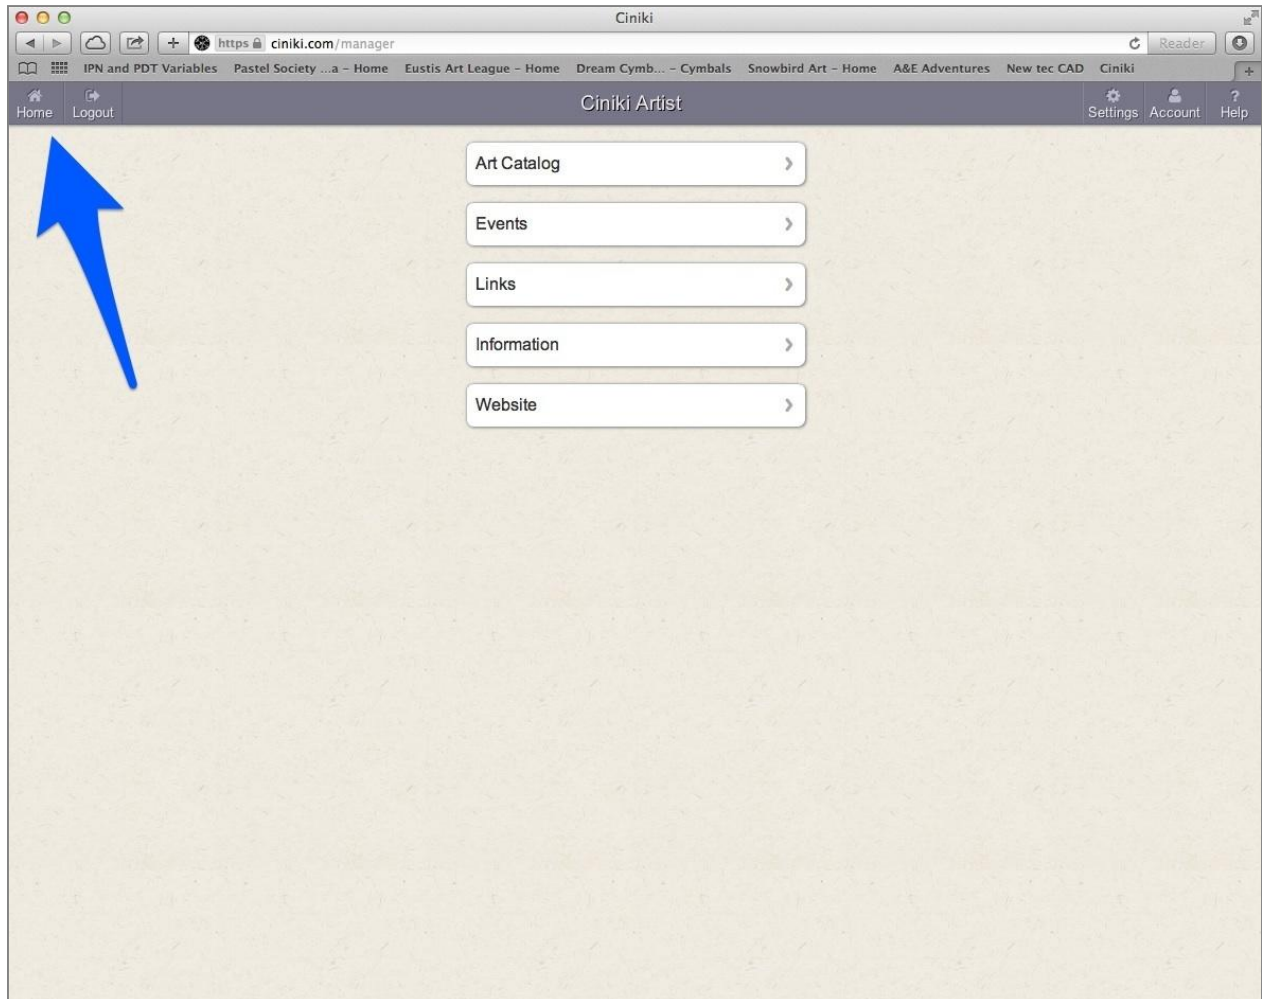 Ciniki
https ciniki.com/manager Reader
IPN and PDT Variables Pastel Society ...a – Home Eustis Art League – Home Dream Cymb... – Cymbals Snowbird Art – Home A&E Adventures New tec CAD Ciniki
Home Logout Ciniki Artist Settings Account ? Help
Art Catalog
Events
Links
Information
Website